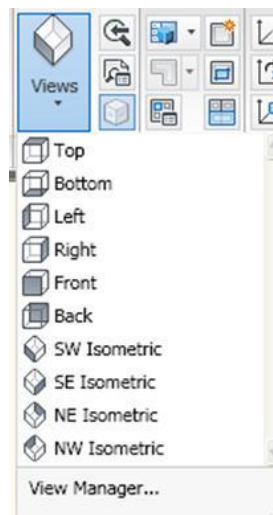 Views
Top
Bottom
Left
Right
Front
Back
SW Isometric
SE Isometric
NE Isometric
NW Isometric
View Manager...